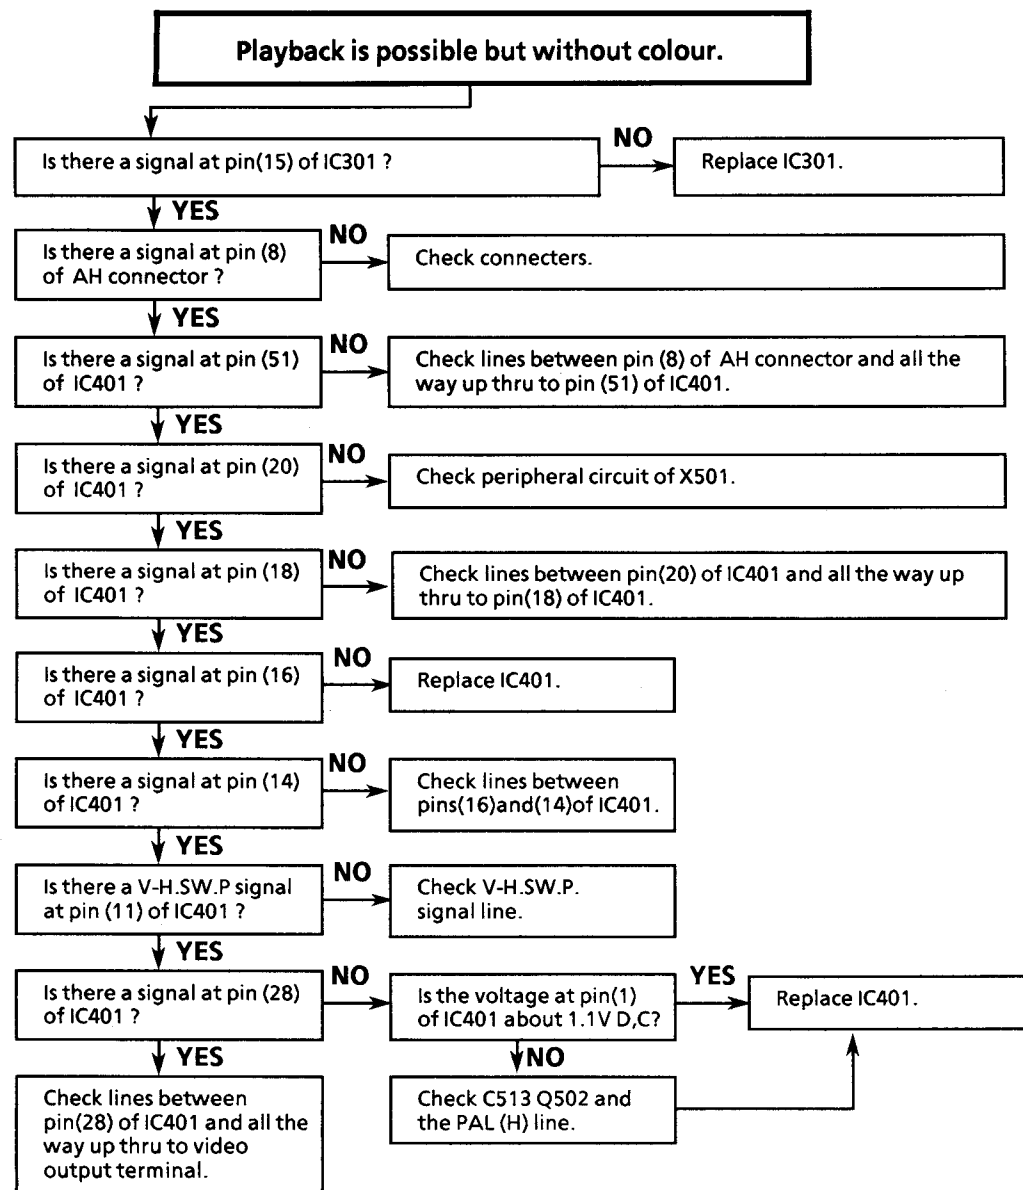 Playback is possible but without colour.
Is there a signal at pin(15) of IC301 ?
NO
Replace IC301.
YES
Is there a signal at pin (8)
of AH connector ?
NO
Check connecters.
YES
Is there a signal at pin (51)
of IC401 ?
NO
Check lines between pin (8) of AH connector and all the
way up thru to pin (51) of IC401.
YES
Is there a signal at pin (20)
of IC401 ?
NO
Check peripheral circuit of X501.
YES
Is there a signal at pin (18)
of IC401 ?
NO
Check lines between pin(20) of IC401 and all the way up
thru to pin(18) of IC401.
YES
Is there a signal at pin (16)
of IC401 ?
NO
Replace IC401.
YES
Is there a signal at pin (14)
of IC401 ?
NO
Check lines between
pins(16)and(14)of IC401.
YES
Is there a V-H.SW.P signal
at pin (11) of IC401 ?
NO
Check V-H.SW.P.
signal line.
YES
Is there a signal at pin (28)
of IC401 ?
NO
Is the voltage at pin(1)
of IC401 about 1.1V D,C?
YES
Replace IC401.
YES
NO
Check lines between
pin(28) of IC401 and all the
way up thru to video
output terminal.
Check C513 Q502 and
the PAL (H) line.